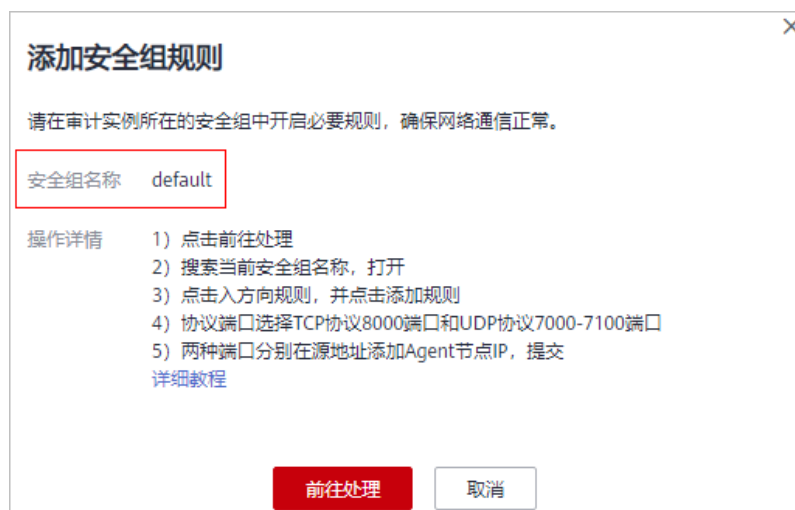 添加安全组规则
请在审计实例所在的安全组中开启必要规则，确保网络通信正常。
安全组名称 default
操作详情 1）点击前往处理
2）搜索当前安全组名称，打开
3）点击入方向规则，并点击添加规则
4）协议端口选择TCP协议8000端口和UDP协议7000-7100端口
5）两种端口分别在源地址添加Agent节点IP，提交
详细教程
前往处理 取消